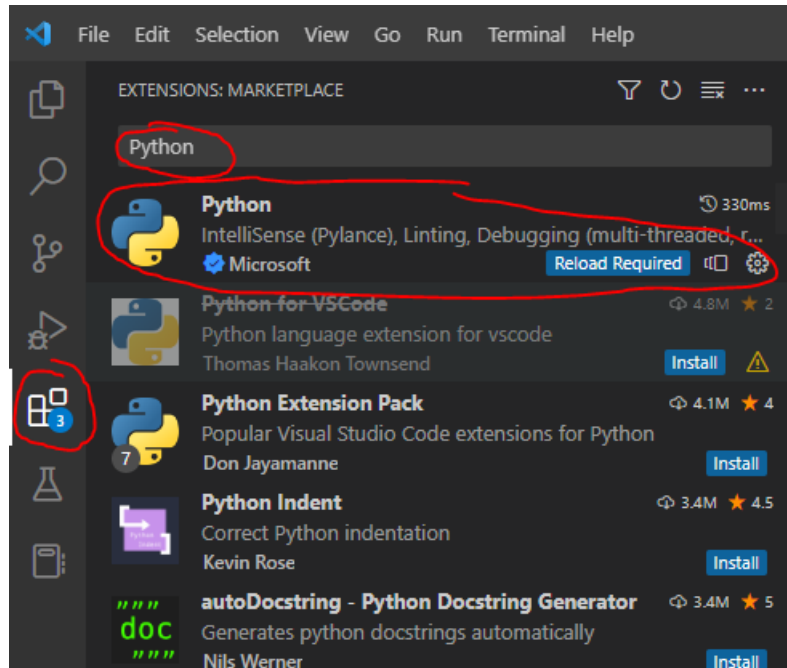 File Edit Selection View Go Run Terminal Help
EXTENSIONS: MARKETPLACE
Python
Python 330ms
IntelliSense (Pylance), Linting, Debugging (multi-threaded, r...
Microsoft Reload Required
Python for VSCode 4.8M 2
Python language extension for vscode
Thomas Haakon Townsend Install
3
Python Extension Pack 4.1M 4
Popular Visual Studio Code extensions for Python
7 Don Jayamanne Install
Python Indent 3.4M 4.5
Correct Python indentation
Kevin Rose Install
autoDocstring - Python Docstring Generator 3.4M 5
""" doc """
Generates python docstrings automatically
Nils Werner Install